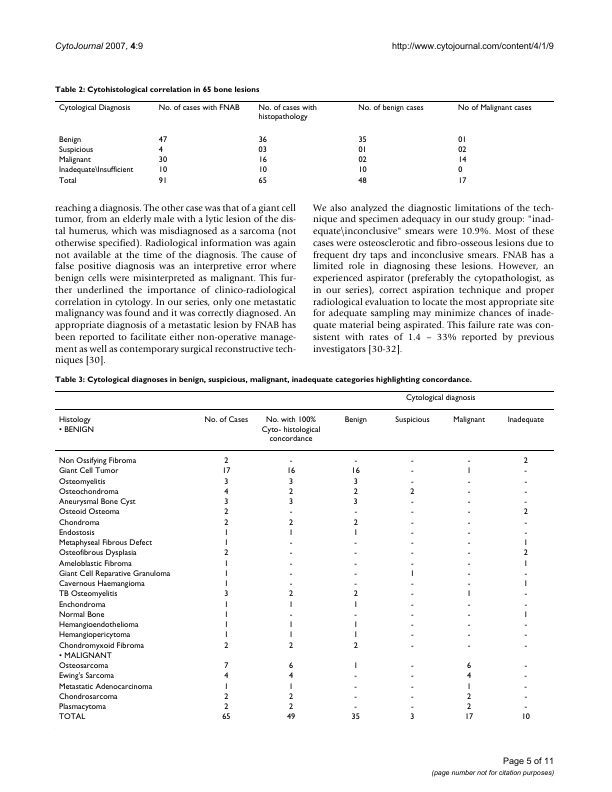 CytoJournal 2007, 4:9
http://www.cytojournal.com/content/4/1/9
Table 2: Cytohistological correlation in 65 bone lesions
Cytological Diagnosis No. of cases with FNAB No. of cases with histopathology No. of benign cases No of Malignant cases
Benign 47 36 35 01
Suspicious 4 03 01 02
Malignant 30 16 02 14
Inadequate\Insufficient 10 10 10 0
Total 91 65 48 17
reaching a diagnosis. The other case was that of a giant cell
tumor, from an elderly male with a lytic lesion of the dis-
tal humerus, which was misdiagnosed as a sarcoma (not
otherwise specified). Radiological information was again
not available at the time of the diagnosis. The cause of
false positive diagnosis was an interpretive error where
benign cells were misinterpreted as malignant. This fur-
ther underlined the importance of clinico-radiological
correlation in cytology. In our series, only one metastatic
malignancy was found and it was correctly diagnosed. An
appropriate diagnosis of a metastatic lesion by FNAB has
been reported to facilitate either non-operative manage-
ment as well as contemporary surgical reconstructive tech-
niques [30].
We also analyzed the diagnostic limitations of the tech-
nique and specimen adequacy in our study group: "inad-
equate\inconclusive" smears were 10.9%. Most of these
cases were osteosclerotic and fibro-osseous lesions due to
frequent dry taps and inconclusive smears. FNAB has a
limited role in diagnosing these lesions. However, an
experienced aspirator (preferably the cytopathologist, as
in our series), correct aspiration technique and proper
radiological evaluation to locate the most appropriate site
for adequate sampling may minimize chances of inade-
quate material being aspirated. This failure rate was con-
sistent with rates of 1.4 – 33% reported by previous
investigators [30-32].
Table 3: Cytological diagnoses in benign, suspicious, malignant, inadequate categories highlighting concordance.
Cytological diagnosis
Histology No. of Cases No. with 100% Cyto- histological concordance Benign Suspicious Malignant Inadequate
• BENIGN
Non Ossifying Fibroma 2 - - - - 2
Giant Cell Tumor 17 16 16 - 1 -
Osteomyelitis 3 3 3 - - -
Osteochondroma 4 2 2 2 - -
Aneurysmal Bone Cyst 3 3 3 - - -
Osteoid Osteoma 2 - - - - 2
Chondroma 2 2 2 - - -
Endostosis 1 1 1 - - -
Metaphyseal Fibrous Defect 1 - - - - 1
Osteofibrous Dysplasia 2 - - - - 2
Ameloblastic Fibroma 1 - - - - 1
Giant Cell Reparative Granuloma 1 - - 1 - -
Cavernous Haemangioma 1 - - - - 1
TB Osteomyelitis 3 2 2 - 1 -
Enchondroma 1 1 1 - - -
Normal Bone 1 - - - - 1
Hemangioendothelioma 1 1 1 - - -
Hemangiopericytoma 1 1 1 - - -
Chondromyxoid Fibroma 2 2 2 - - -
• MALIGNANT
Osteosarcoma 7 6 1 - 6 -
Ewing's Sarcoma 4 4 - - 4 -
Metastatic Adenocarcinoma 1 1 - - 1 -
Chondrosarcoma 2 2 - - 2 -
Plasmacytoma 2 2 - - 2 -
TOTAL 65 49 35 3 17 10
Page 5 of 11
(page number not for citation purposes)